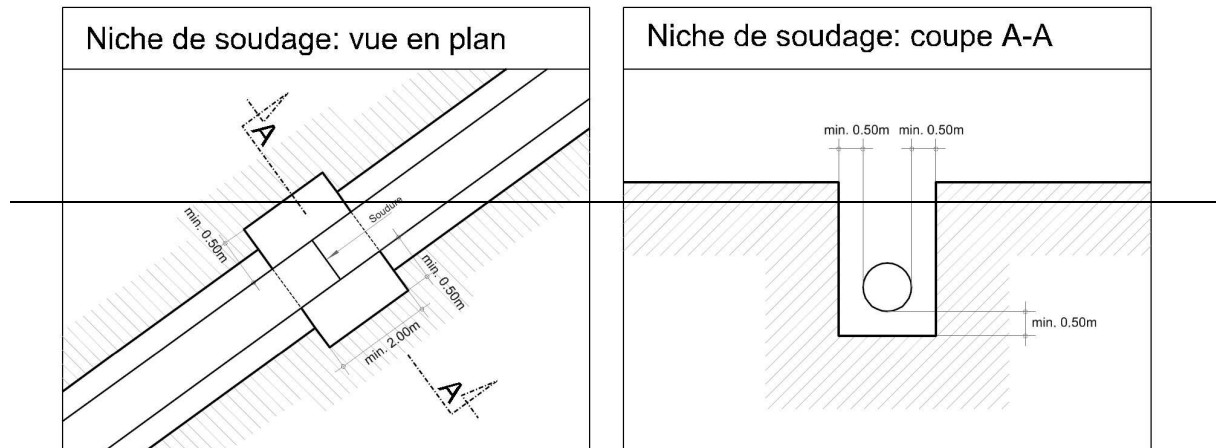 Niche de soudage: vue en plan
A
Soudure
min. 0.50m
min. 0.50m
min. 2.00m
A
Niche de soudage: coupe A-A
min. 0.50m min. 0.50m
min. 0.50m